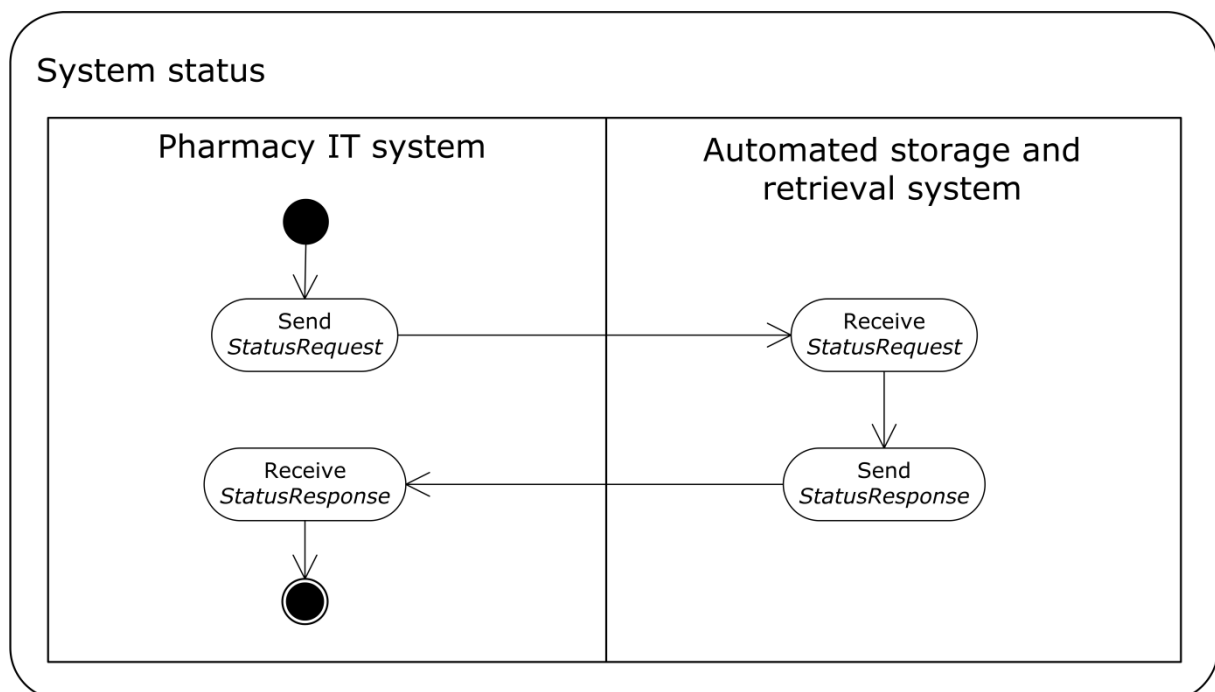 System status
Pharmacy IT system
Automated storage and
retrieval system
Send
StatusRequest
Receive
StatusRequest
Receive
StatusResponse
Send
StatusResponse